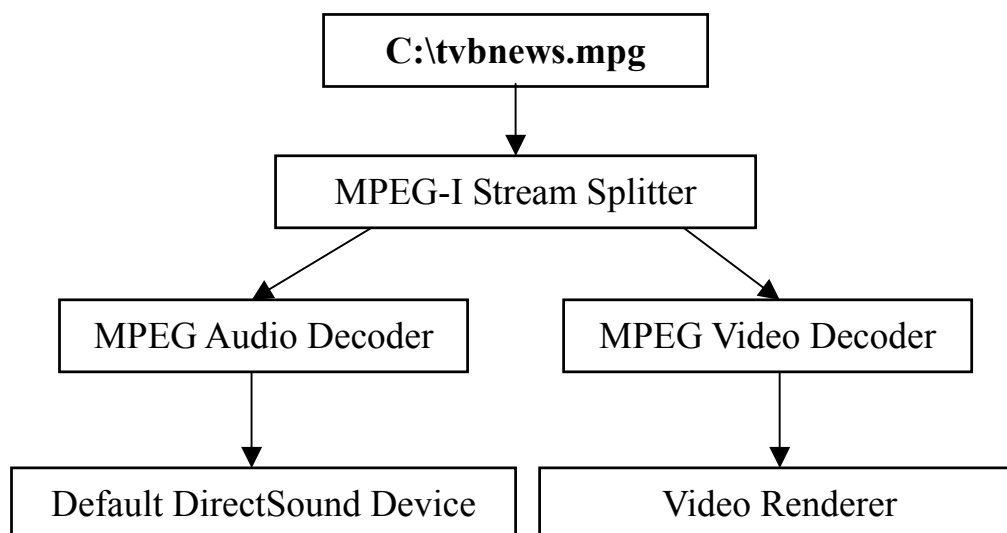 C:\tvbnews.mpg
MPEG-I Stream Splitter
MPEG Audio Decoder
MPEG Video Decoder
Default DirectSound Device
Video Renderer